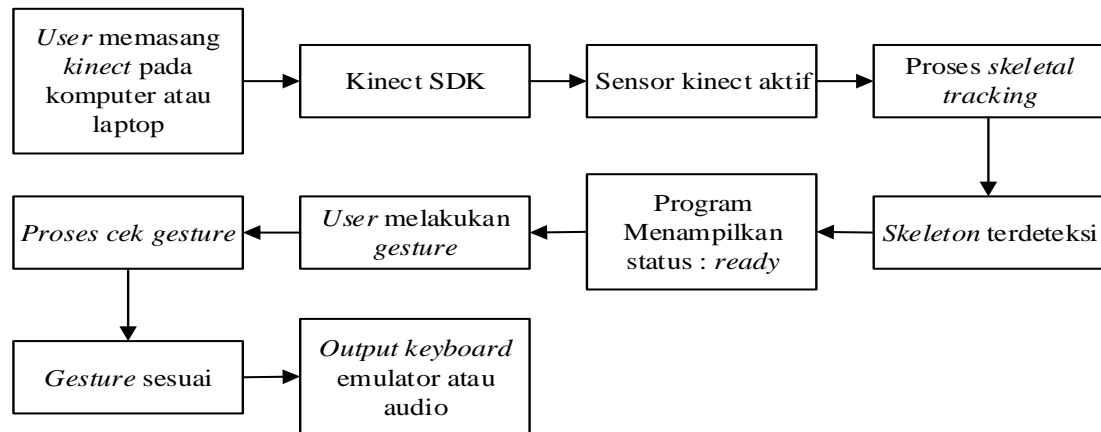 User memasang
kinect pada
komputer atau
laptop
Kinect SDK
Sensor kinect aktif
Proses skeletal
tracking
Skeleton terdeteksi
Program
Menampilkan
status : ready
User melakukan
gesture
Proses cek gesture
Gesture sesuai
Output keyboard
emulator atau
audio